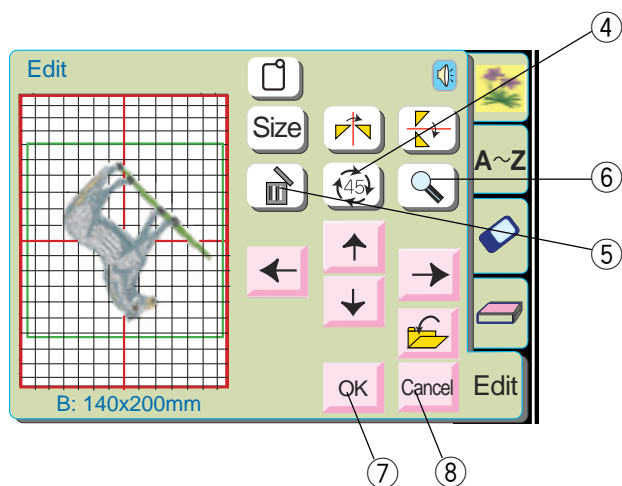 ④
Edit
Size
A~Z
45
⑥
⑤
OK
Cancel
Edit
B: 140x200mm
⑦
⑧